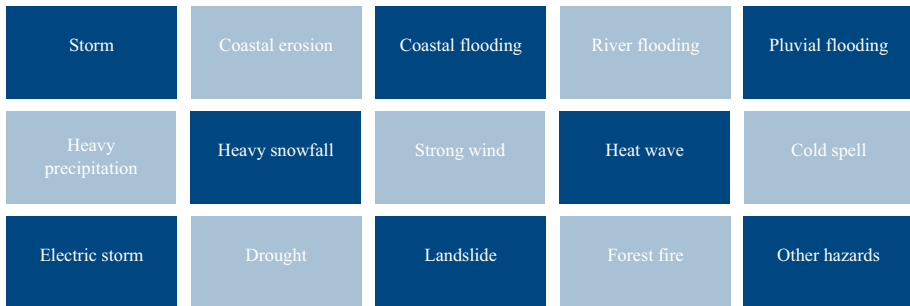 Storm
Coastal erosion
Coastal flooding
River flooding
Pluvial flooding
Heavy
precipitation
Heavy snowfall
Strong wind
Heat wave
Cold spell
Electric storm
Drought
Landslide
Forest fire
Other hazards